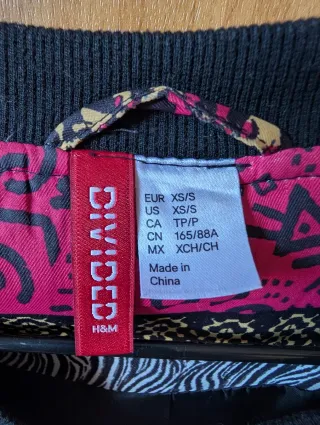 DIVIDED
H&M
EUR XS/S
US XS/S
CA TP/P
CN 165/88A
MX XCH/CH
Made in
China